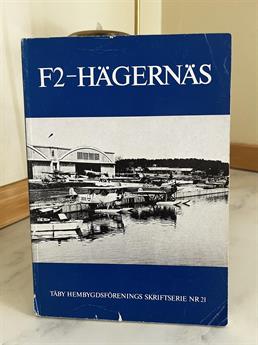 F2-HÄGERNÄS
TÄBY HEMBYGDSFÖRENINGS SKRIFTSERIE NR 21